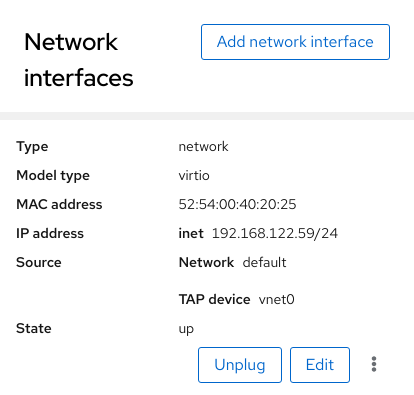 Network
interfaces
Add network interface
Type network
Model type virtio
MAC address 52:54:00:40:20:25
IP address inet 192.168.122.59/24
Source Network default
TAP device vnet0
State up
Unplug Edit